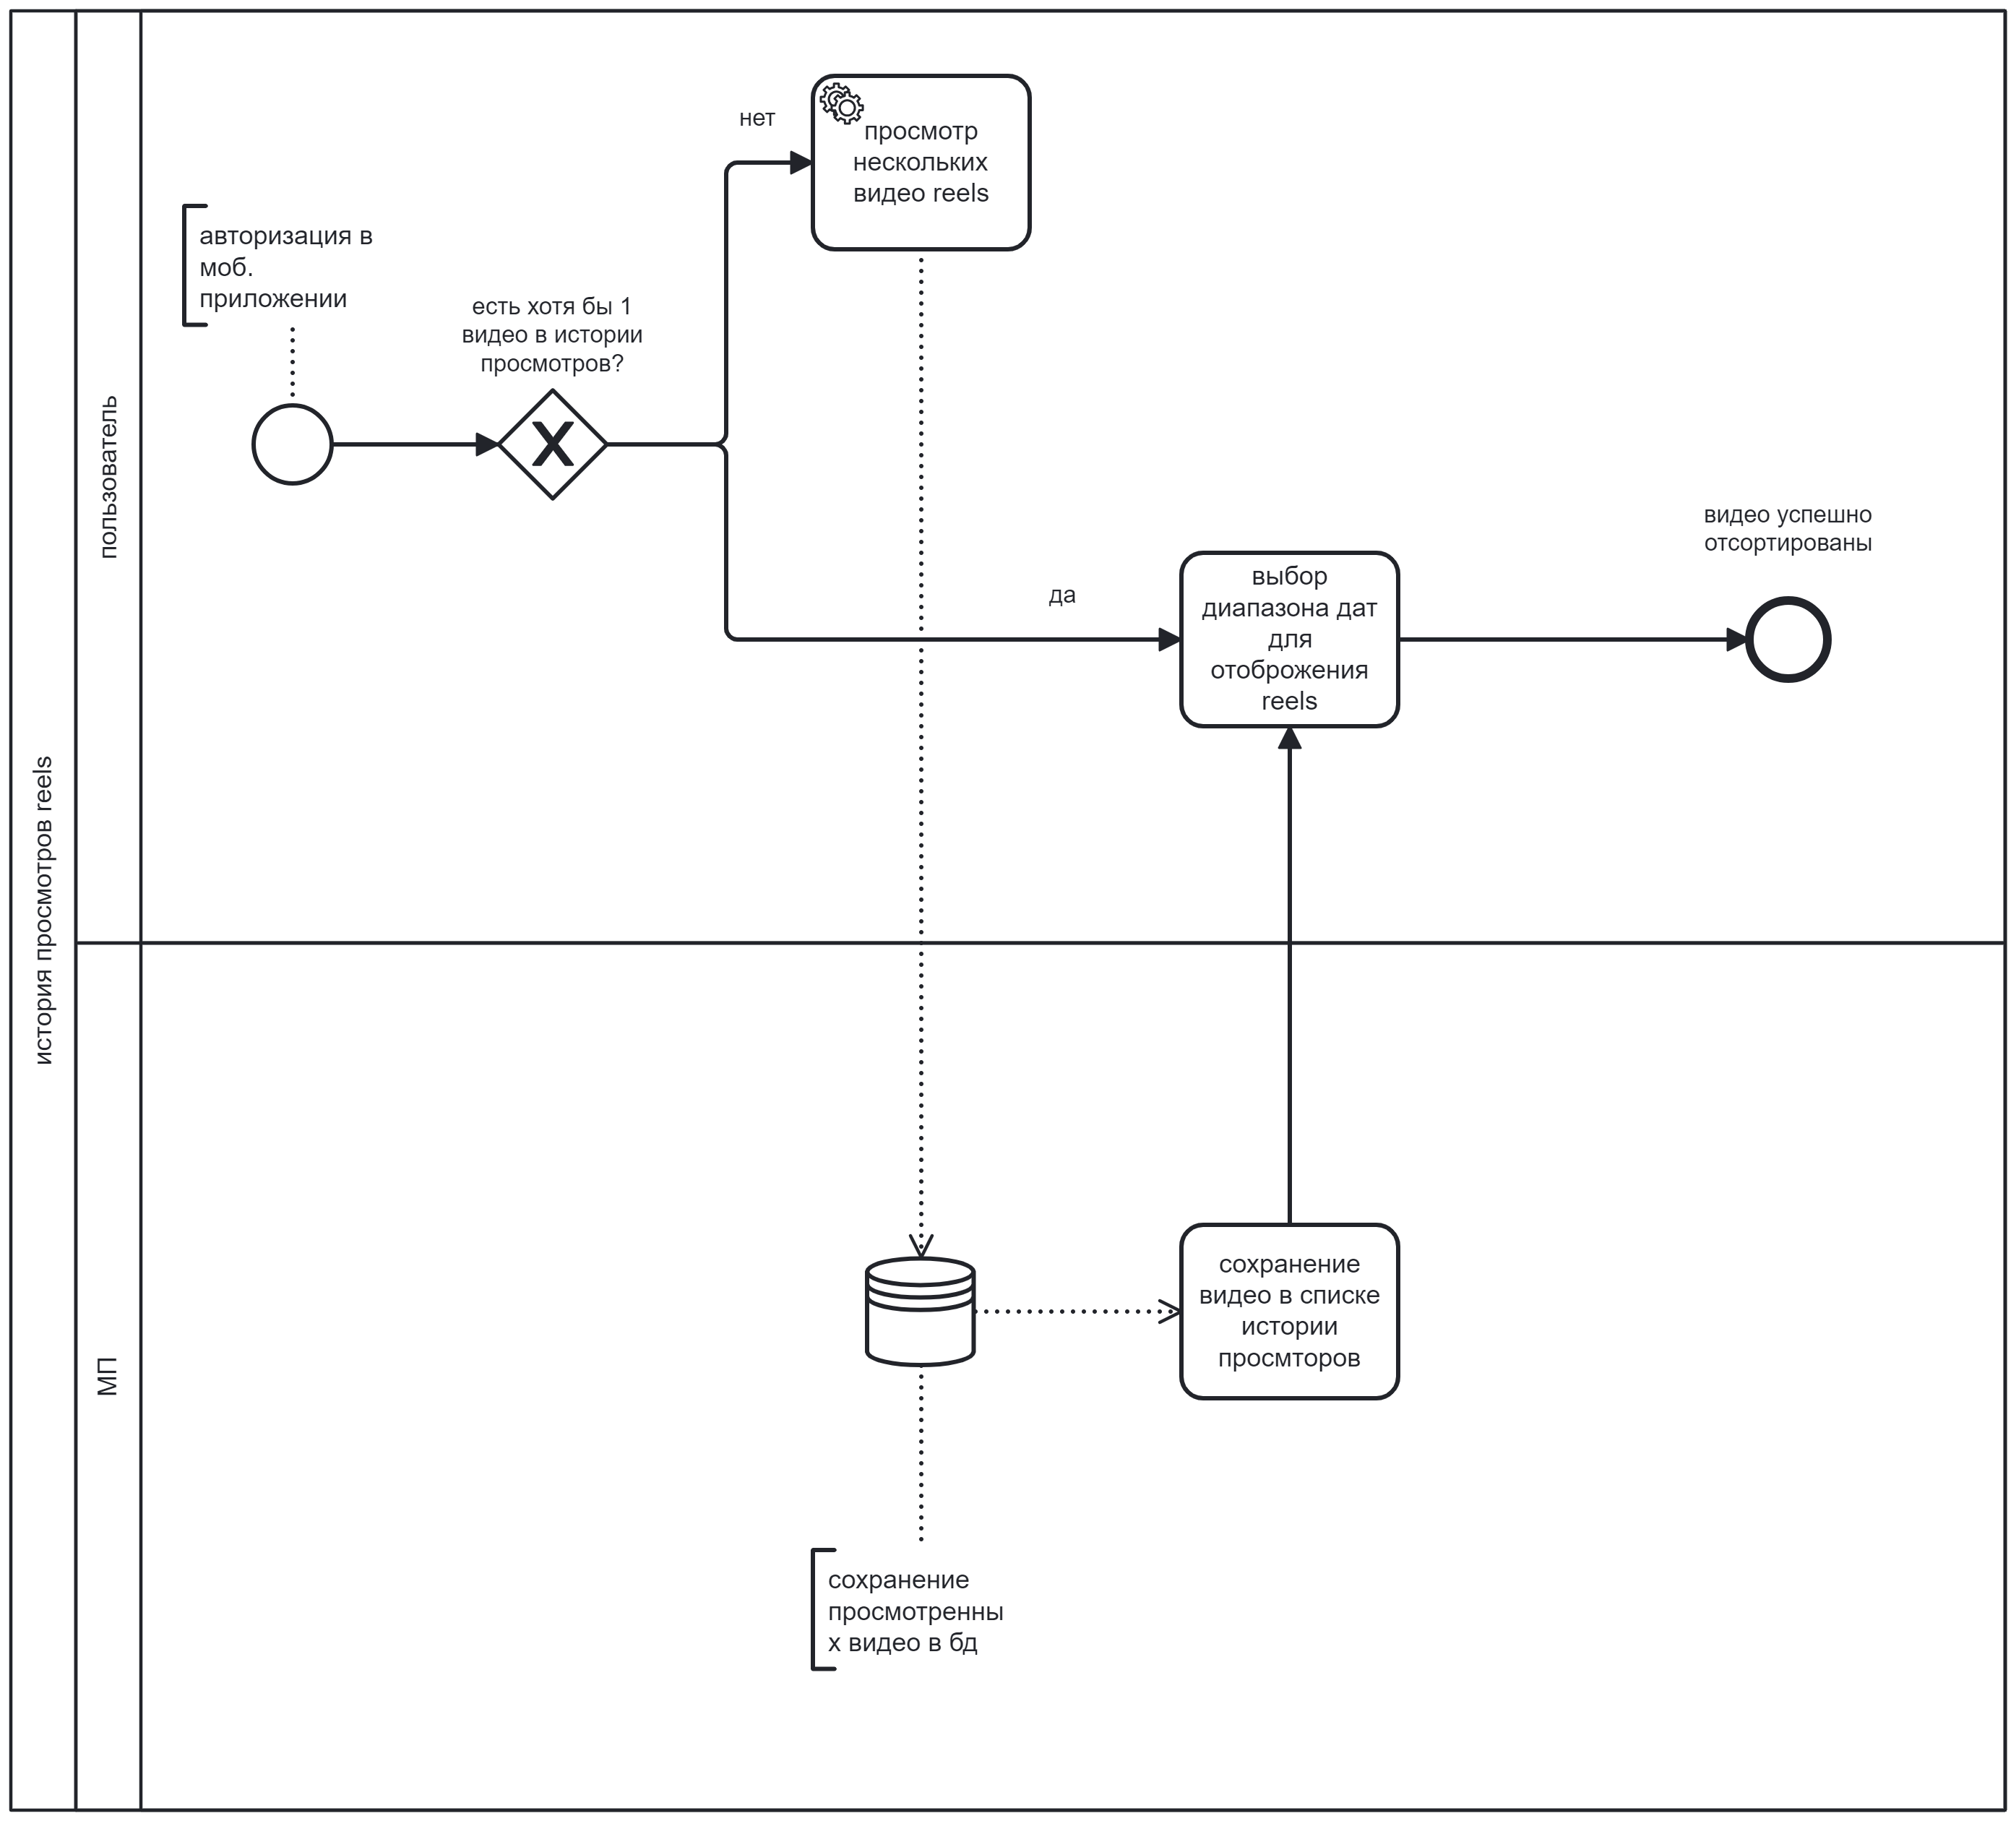 история просмотров reels
пользователь
авторизация в
моб.
приложении
есть хотя бы 1
видео в истории
просмотров?
нет
просмотр
нескольких
видео reels
да
выбор
диапазона дат
для
отоброжения
reels
видео успешно
отсортированы
МП
сохранение
видео в списке
истории
просмторов
сохранение
просмотренны
х видео в бд